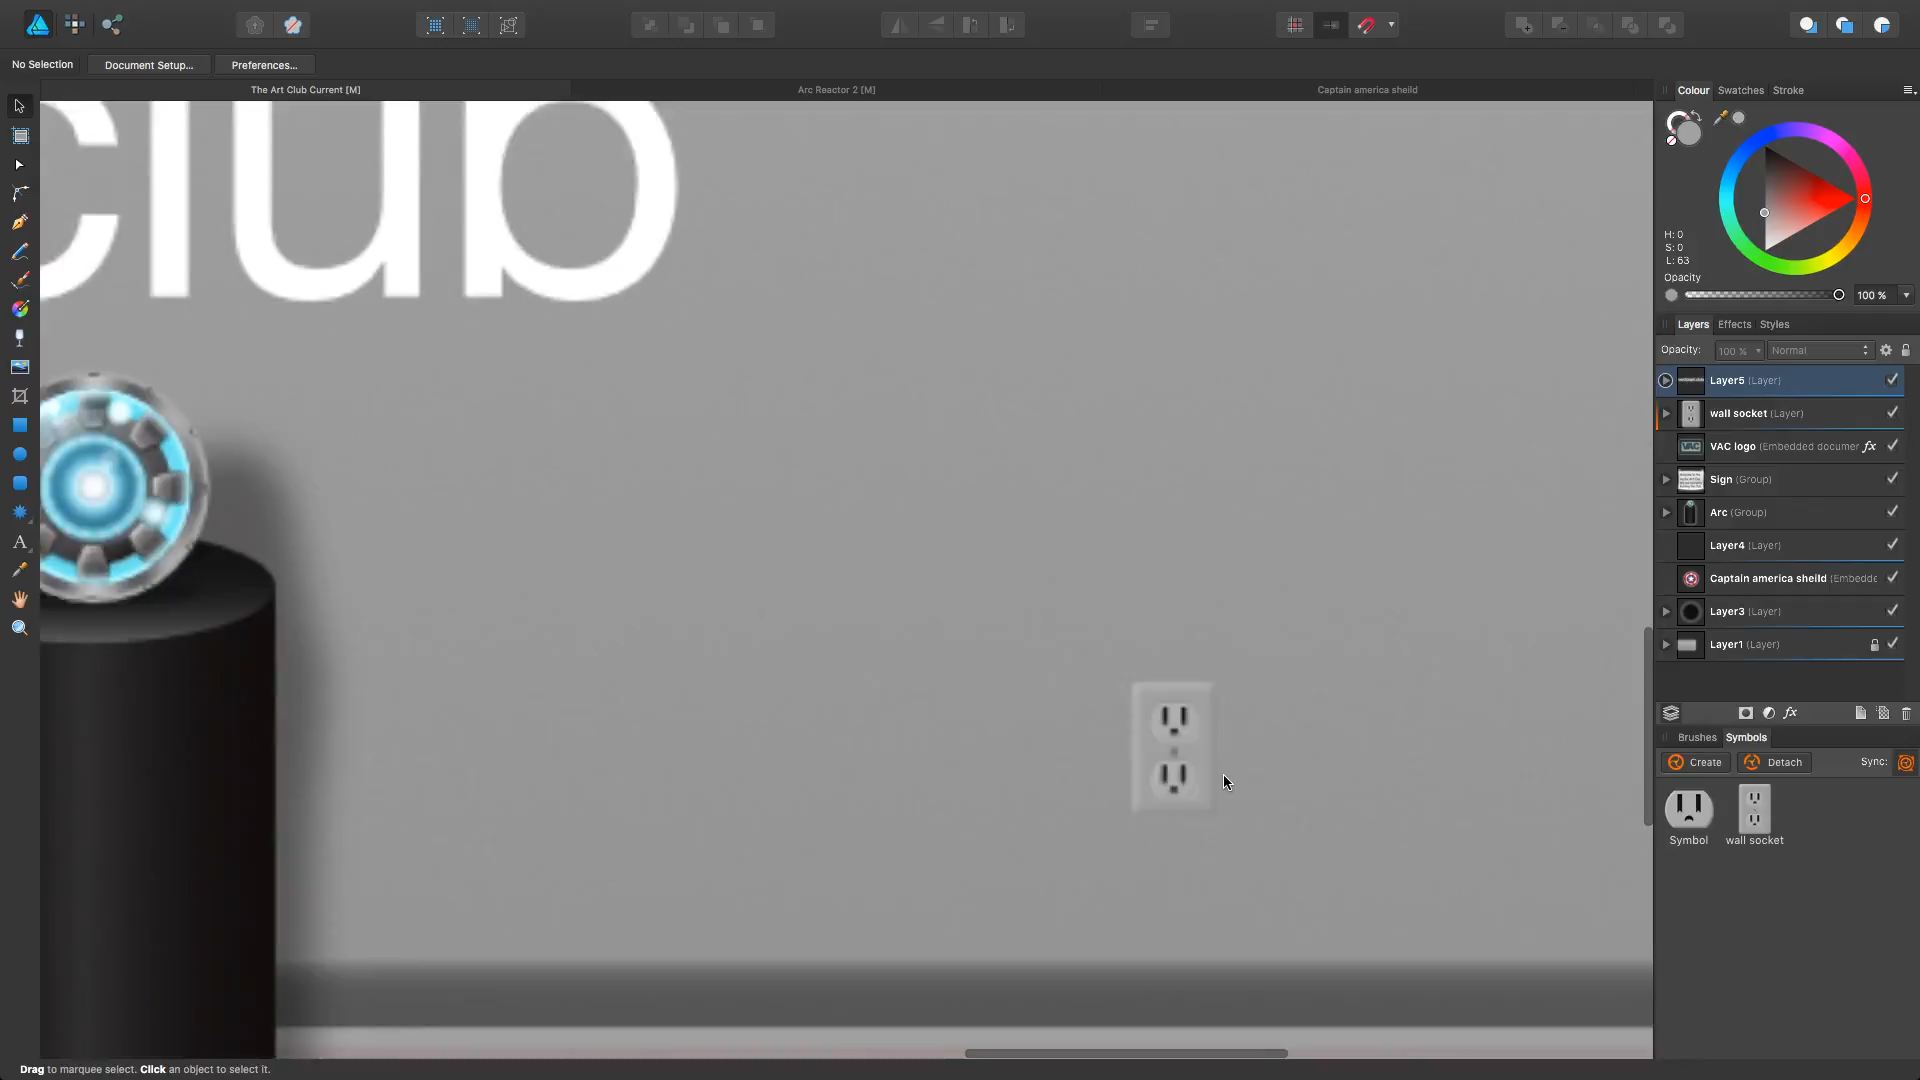 No Selection
Document Setup...
Preferences...
The Art Club Current [M]
Arc Reactor 2 [M]
Captain america sheild
club
Colour
Swatches
Stroke
H: 0
S: 0
L: 63
Opacity
100 %
Layers
Effects
Styles
Opacity:
100 %
Normal
Layer5 (Layer)
wall socket (Layer)
VAC logo (Embedded documer
fx
Sign (Group)
Arc (Group)
Layer4 (Layer)
Captain america sheild (Embedde
Layer3 (Layer)
Layer1 (Layer)
fx
Brushes
Symbols
Create
Detach
Sync:
Symbol
wall socket
A
Drag to marquee select. Click an object to select it.